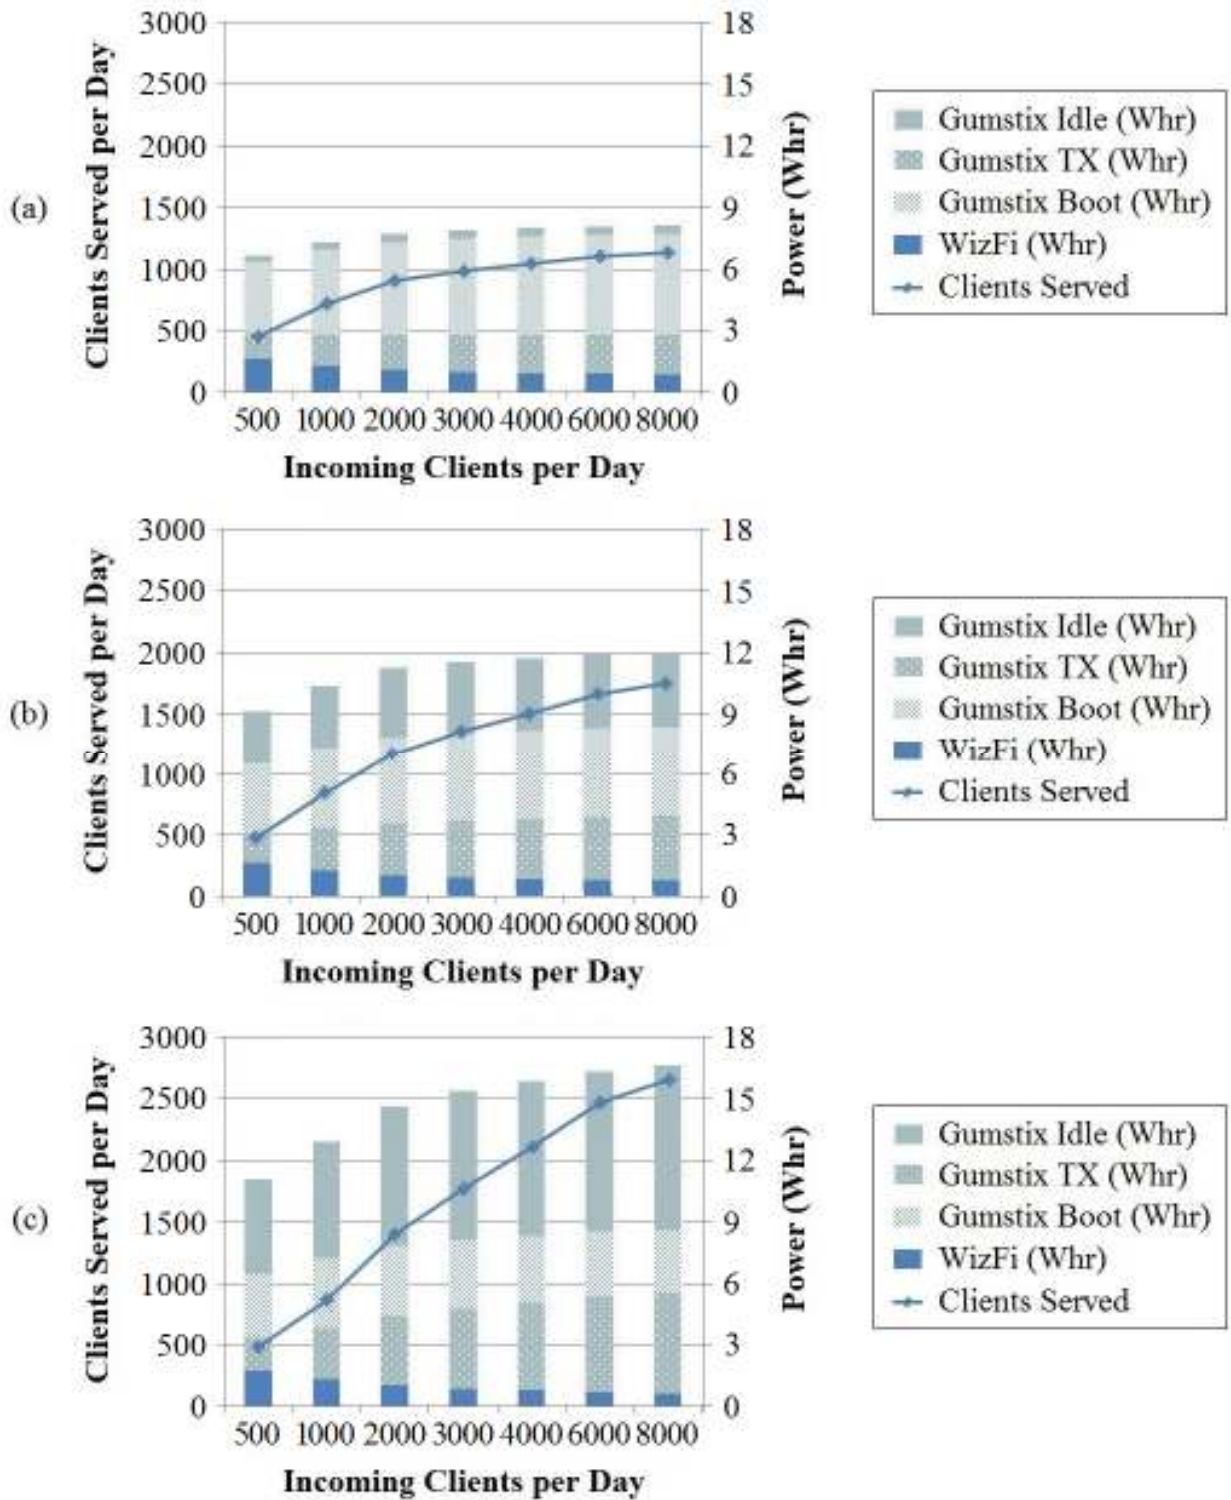 (a)
Clients Served per Day
3000
2500
2000
1500
1000
500
0
18
15
12
9
6
3
0
Power (Whr)
500 1000 2000 3000 4000 6000 8000
Incoming Clients per Day
Gumstix Idle (Whr)
Gumstix TX (Whr)
Gumstix Boot (Whr)
WizFi (Whr)
Clients Served
(b)
Clients Served per Day
3000
2500
2000
1500
1000
500
0
18
15
12
9
6
3
0
Power (Whr)
500 1000 2000 3000 4000 6000 8000
Incoming Clients per Day
Gumstix Idle (Whr)
Gumstix TX (Whr)
Gumstix Boot (Whr)
WizFi (Whr)
Clients Served
(c)
Clients Served per Day
3000
2500
2000
1500
1000
500
0
18
15
12
9
6
3
0
Power (Whr)
500 1000 2000 3000 4000 6000 8000
Incoming Clients per Day
Gumstix Idle (Whr)
Gumstix TX (Whr)
Gumstix Boot (Whr)
WizFi (Whr)
Clients Served